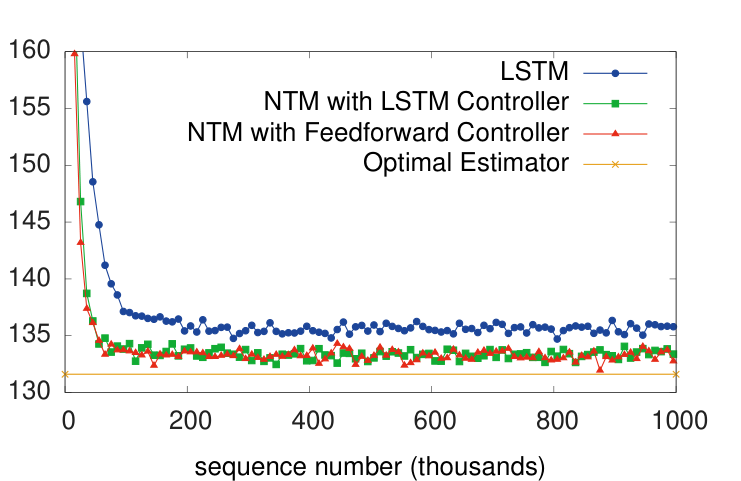 160
155
150
145
140
135
130
LSTM
NTM with LSTM Controller
NTM with Feedforward Controller
Optimal Estimator
0 200 400 600 800 1000
sequence number (thousands)